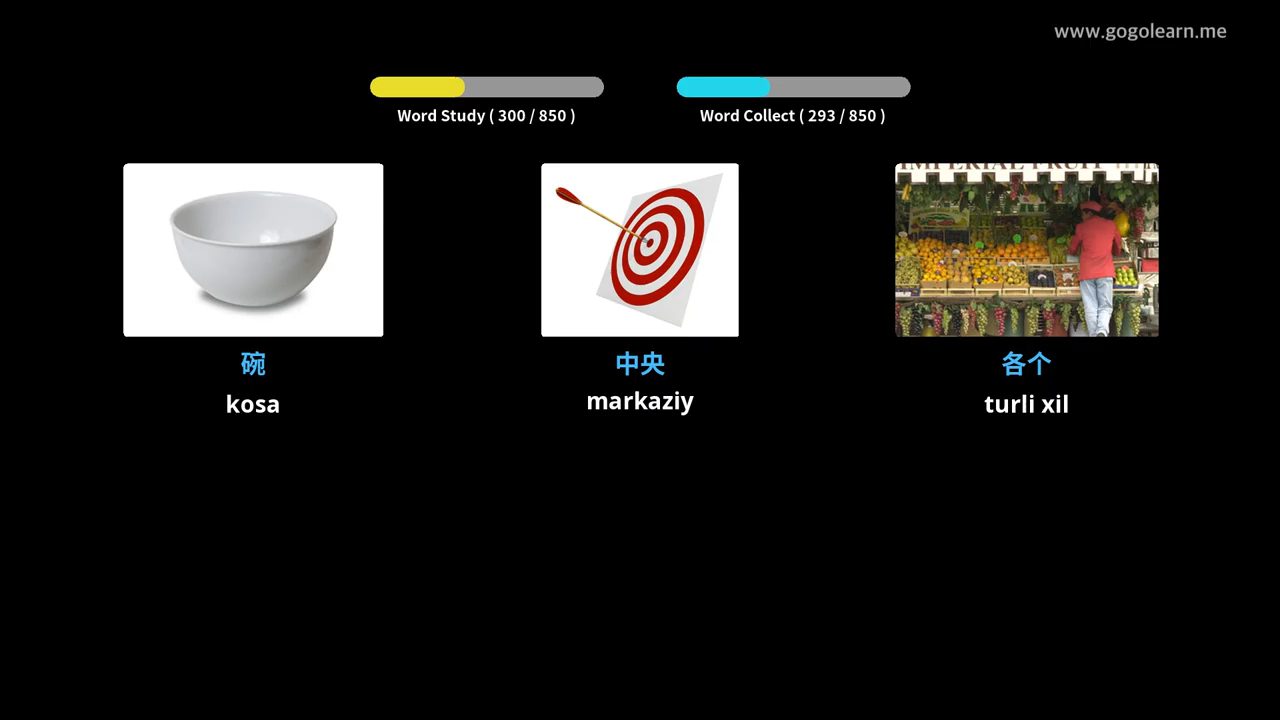 www.gogolearn.me
Word Study ( 300 / 850 )
Word Collect ( 293 / 850 )
碗
kosa
中央
markaziy
各个
turli xil